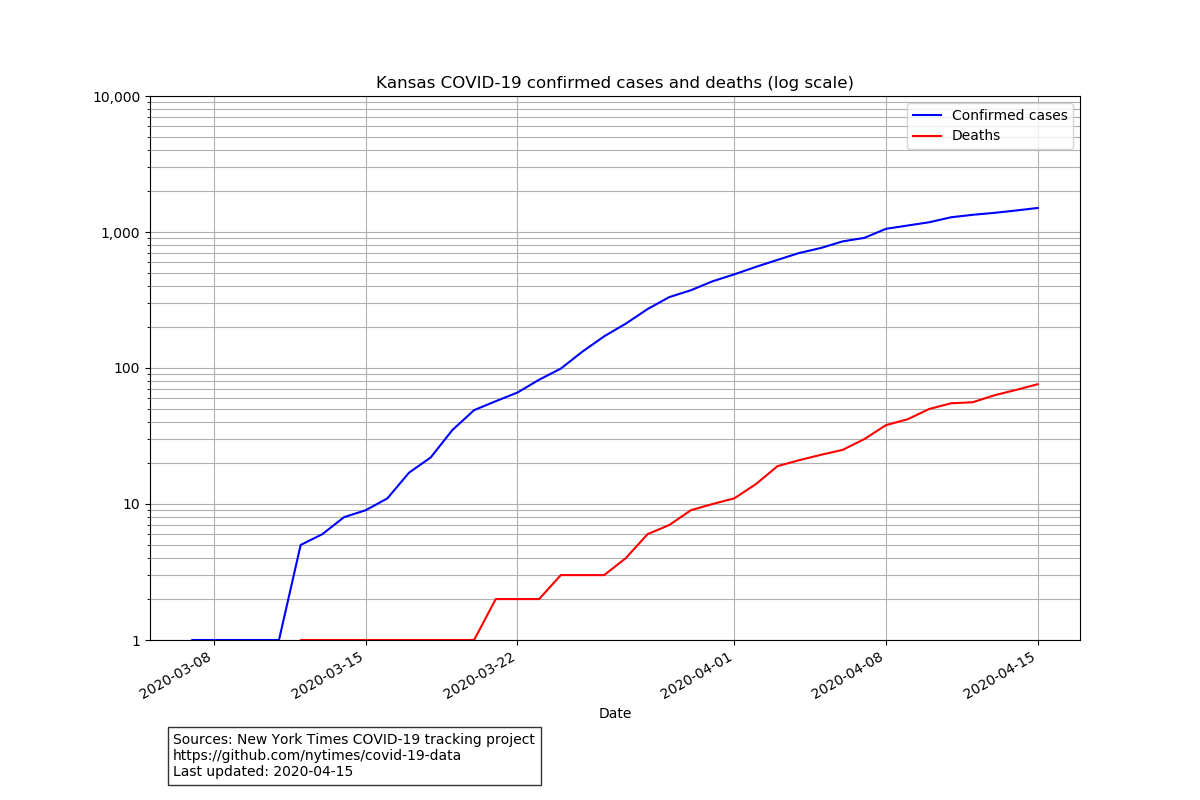 Kansas COVID-19 confirmed cases and deaths (log scale)
10,000
1,000
100
10
1
Confirmed cases
Deaths
2020-03-08
2020-03-15
2020-03-22
2020-04-01
2020-04-08
2020-04-15
Date
Sources: New York Times COVID-19 tracking project
https://github.com/nytimes/covid-19-data
Last updated: 2020-04-15